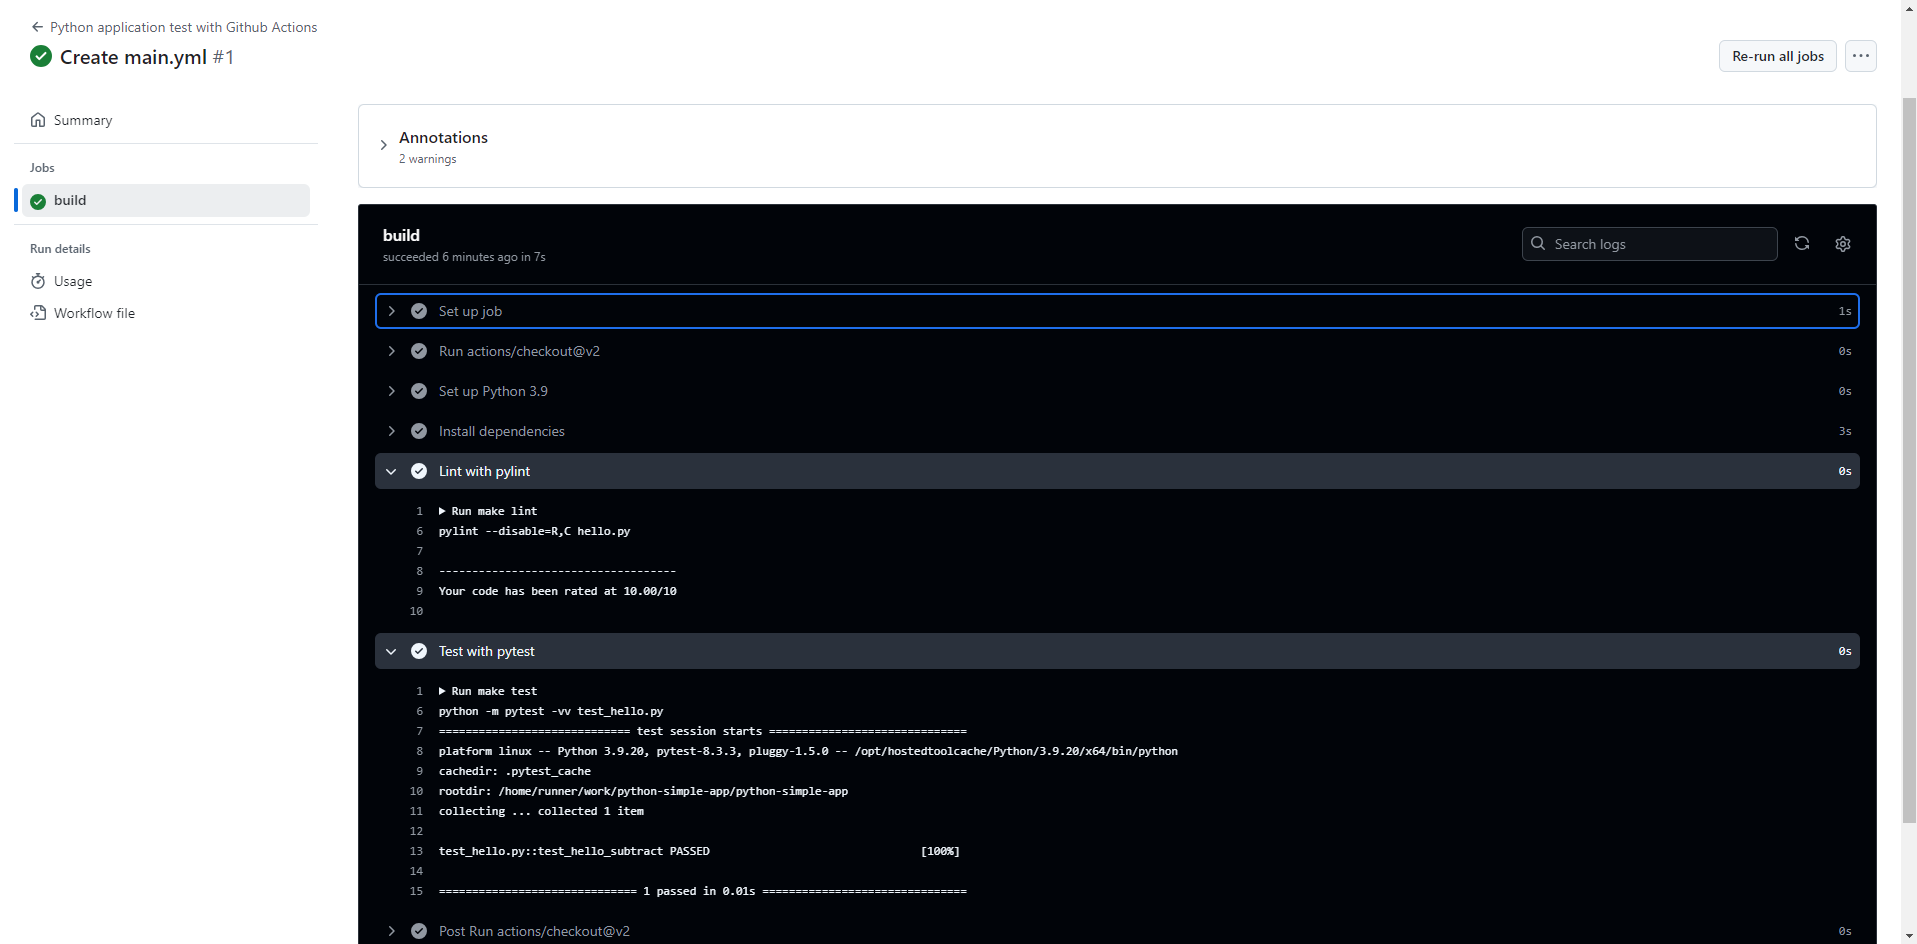 Python application test with Github Actions
Create main.yml #1
Re-run all jobs
Summary
Jobs
build
Run details
Usage
Workflow file
Annotations
2 warnings
build
succeeded 6 minutes ago in 7s
Search logs
Set up job 1s
Run actions/checkout@v2 0s
Set up Python 3.9 0s
Install dependencies 3s
Lint with pylint 0s
1 Run make lint
6 pylint --disable=R,C hello.py
7
8 ------------------------------------
9 Your code has been rated at 10.00/10
10
Test with pytest 0s
1 Run make test
6 python -m pytest -vv test_hello.py
7 ============================= test session starts ==============================
8 platform linux -- Python 3.9.20, pytest-8.3.3, pluggy-1.5.0 -- /opt/hostedtoolcache/Python/3.9.20/x64/bin/python
9 cachedir: .pytest_cache
10 rootdir: /home/runner/work/python-simple-app/python-simple-app
11 collecting ... collected 1 item
12
13 test_hello.py::test_hello_subtract PASSED [100%]
14
15 ============================== 1 passed in 0.01s ===============================
Post Run actions/checkout@v2 0s